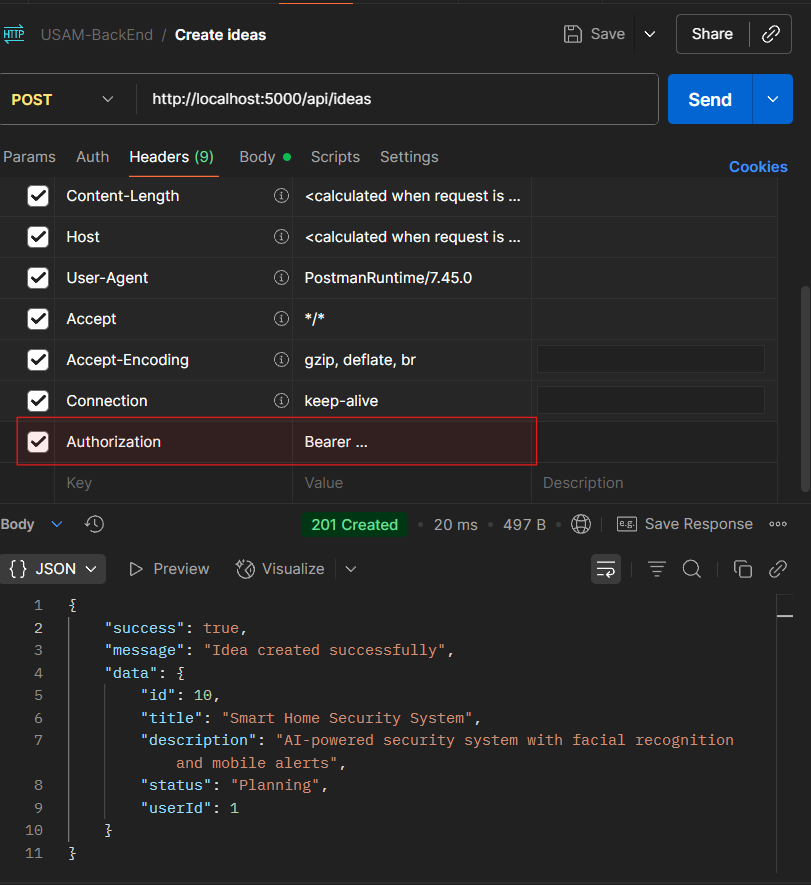 HTTP USAM-BackEnd / Create ideas Save Share
POST http://localhost:5000/api/ideas Send
Params Auth Headers (9) Body Scripts Settings
Cookies
Content-Length <calculated when request is ...
Host <calculated when request is ...
User-Agent PostmanRuntime/7.45.0
Accept */*
Accept-Encoding gzip, deflate, br
Connection keep-alive
Authorization Bearer ...
Key Value Description
Body 201 Created • 20 ms • 497 B • e.g. Save Response
{} JSON Preview Visualize
1 {
2 "success": true,
3 "message": "Idea created successfully",
4 "data": {
5 "id": 10,
6 "title": "Smart Home Security System",
7 "description": "AI-powered security system with facial recognition
and mobile alerts",
8 "status": "Planning",
9 "userId": 1
10 }
11 }